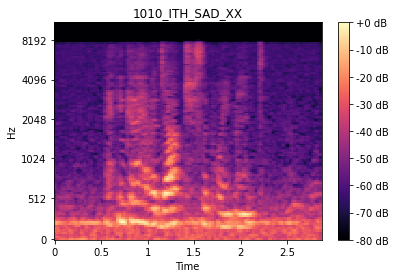 1010_ITH_SAD_XX
+0 dB
8192
-10 dB
4096
-20 dB
-30 dB
2048
Hz
-40 dB
1024
-50 dB
512
-60 dB
-70 dB
0
-80 dB
0 0.5 1 1.5 2 2.5
Time